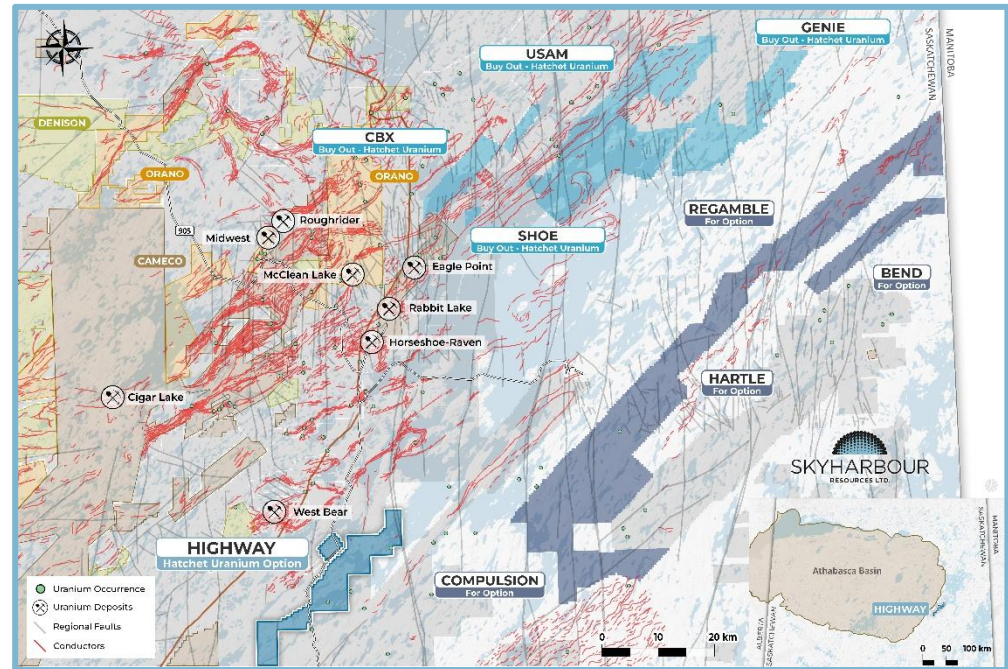 GENIE
Buy Out - Hatchet Uranium
MANITOBA
SASKATCHEWAN
USAM
Buy Out - Hatchet Uranium
DENISON
CBX
Buy Out - Hatchet Uranium
ORANO
ORANO
REGAMBLE
For Option
Roughrider
905
Midwest
SHOE
Buy Out - Hatchet Uranium
CAMECO
McClean Lake
Eagle Point
BEND
For Option
Rabbit Lake
Horseshoe-Raven
HARTLE
For Option
Cigar Lake
SKYHARBOUR
RESOURCES LTD.
West Bear
HIGHWAY
Hatchet Uranium Option
COMPULSION
For Option
Uranium Occurrence
Uranium Deposits
Regional Faults
Conductors
0 10 20 km
MANITOBA
SASKATCHEWAN
Athabasca Basin
HIGHWAY
ALBERTA
SASKATCHEWAN
0 50 100 km